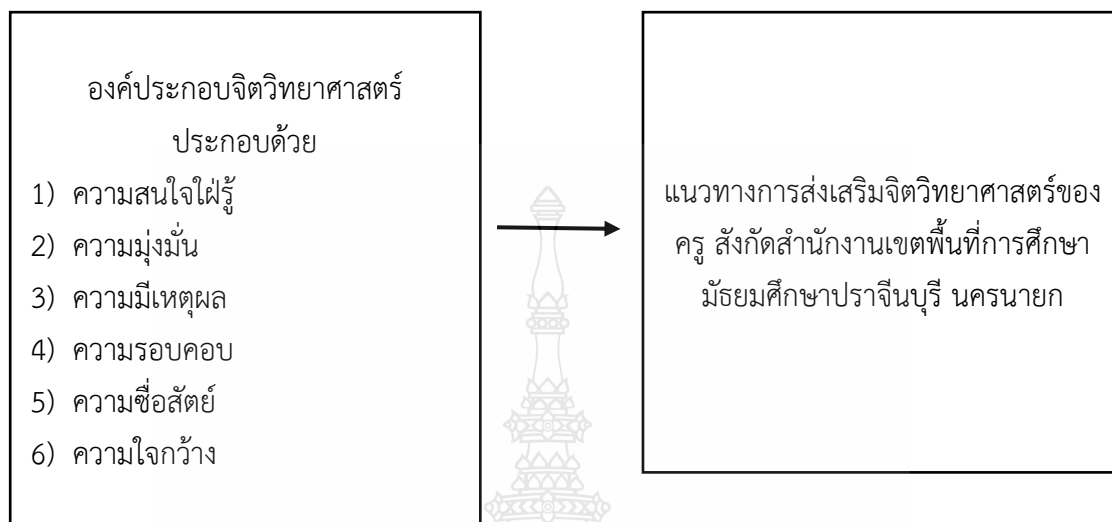 องค์ประกอบจิตวิทยาศาสตร์
ประกอบด้วย
1) ความสนใจใฝ่รู้
2) ความมุ่งมั่น
3) ความมีเหตุผล
4) ความรอบคอบ
5) ความซื่อสัตย์
6) ความใจกว้าง
แนวทางการส่งเสริมจิตวิทยาศาสตร์ของ
ครู สังกัดสำนักงานเขตพื้นที่การศึกษา
มัธยมศึกษาปราจีนบุรี นครนายก